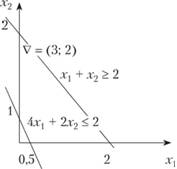 x₂
2
∇ = (3; 2)
x₁ + x₂ ≥ 2
1
4x₁ + 2x₂ ≤ 2
0,5
2
x₁